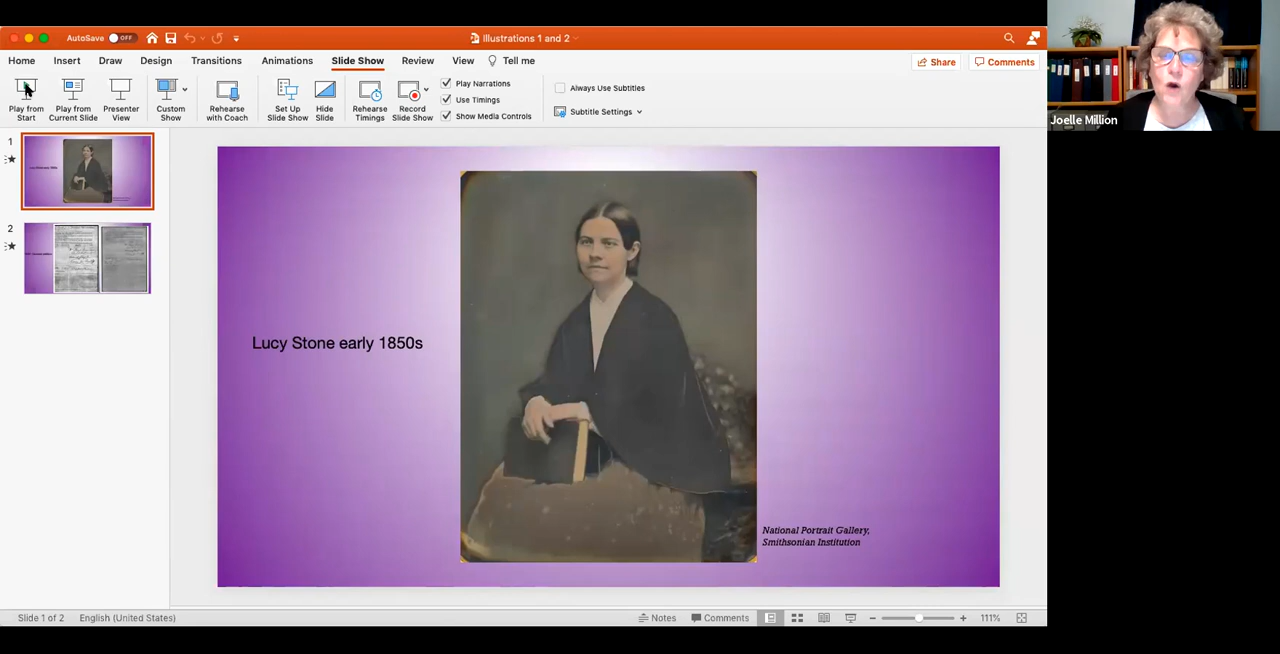 AutoSave OFF
Illustrations 1 and 2
Home Insert Draw Design Transitions Animations Slide Show Review View Tell me
Share Comments
Play from Start
Play from Current Slide
Presenter View
Custom Show
Rehearse with Coach
Set Up Slide Show
Hide Slide
Rehearse Timings
Record Slide Show
Play Narrations
Use Timings
Show Media Controls
Always Use Subtitles
Subtitle Settings
Joelle Million
1
2
Lucy Stone early 1850s
National Portrait Gallery,
Smithsonian Institution
Slide 1 of 2 English (United States)
Notes Comments 111%